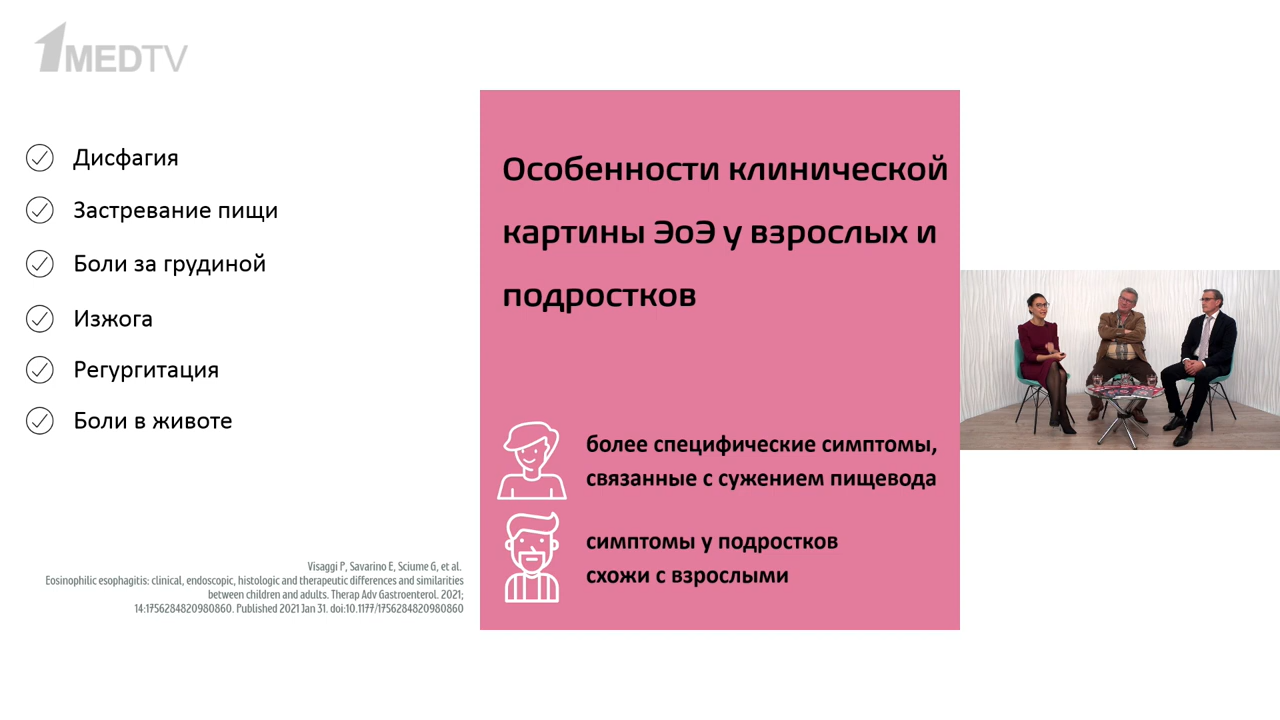 1MEDTV
Дисфагия
Застревание пищи
Боли за грудиной
Изжога
Регургитация
Боли в животе
Visaggi P, Savarino E, Sciume G, et al.
Eosinophilic esophagitis: clinical, endoscopic, histologic and therapeutic differences and similarities
between children and adults. Therap Adv Gastroenterol. 2021;
14:1756284820980860. Published 2021 Jan 31. doi:10.1177/1756284820980860
Особенности клинической
картины ЭоЭ у взрослых и
подростков
более специфические симптомы,
связанные с сужением пищевода
симптомы у подростков
схожи с взрослыми